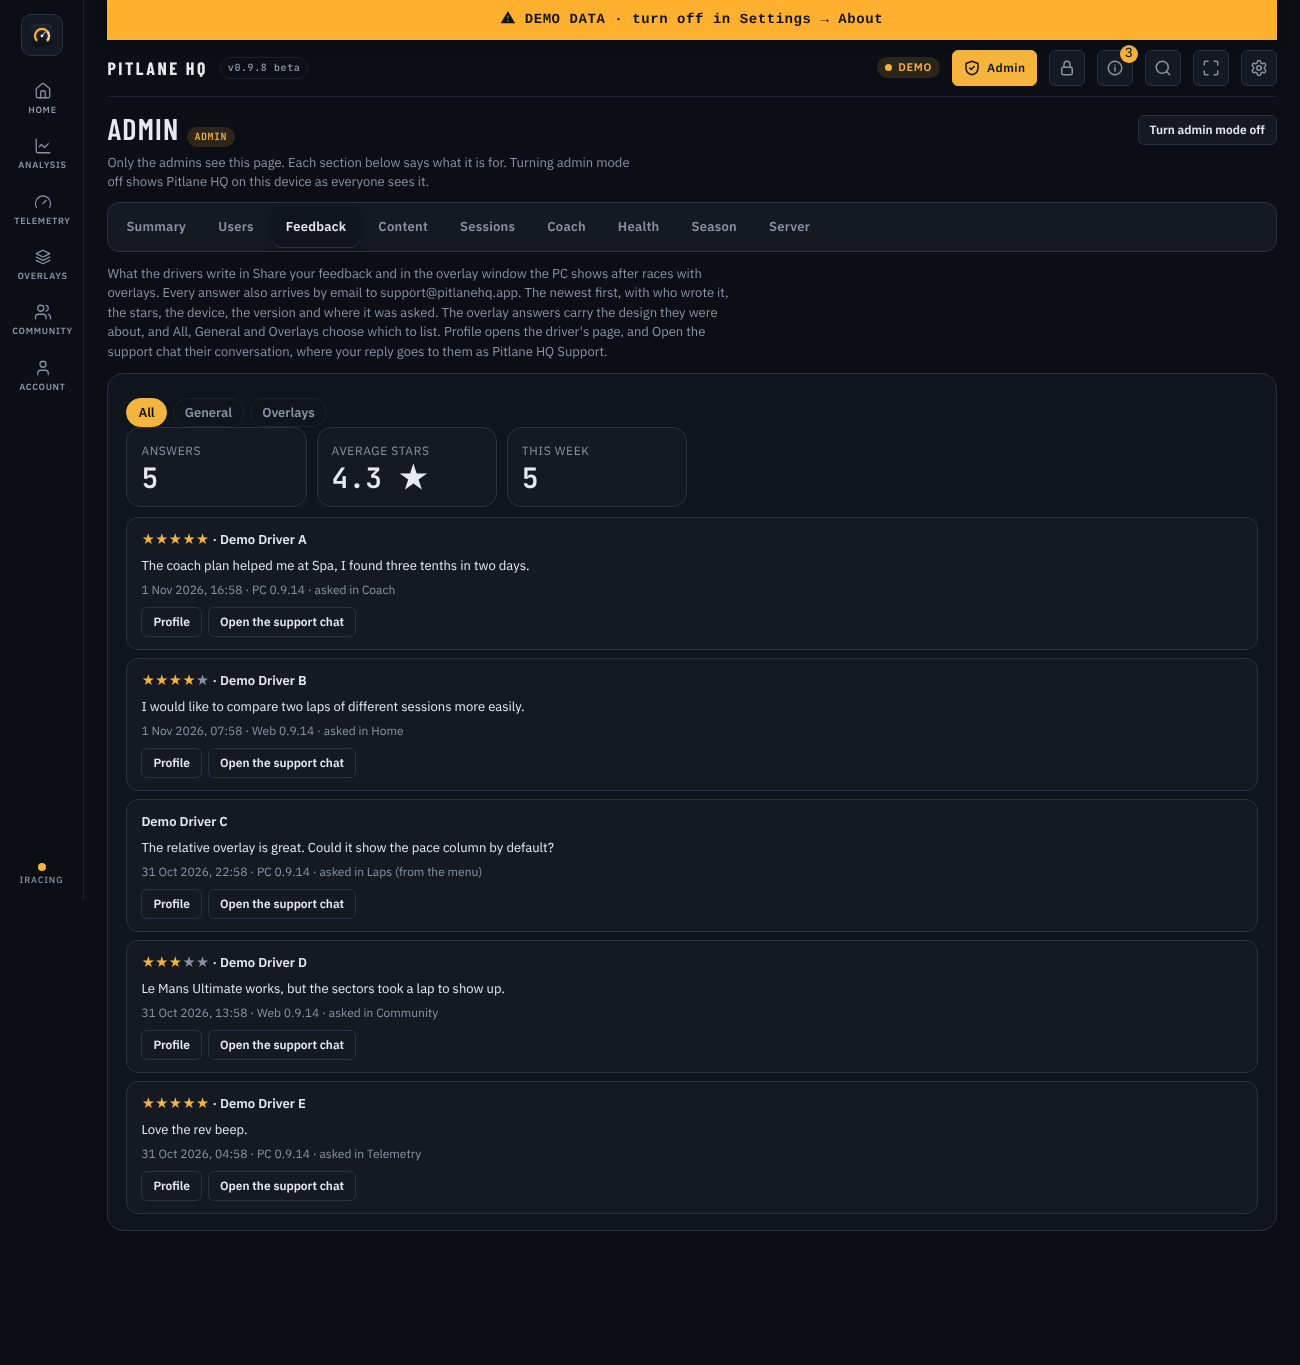 ⚠ DEMO DATA · turn off in Settings → About
PITLANE HQ v0.9.8 beta
DEMO Admin 3
HOME
ANALYSIS
TELEMETRY
OVERLAYS
COMMUNITY
ACCOUNT
IRACING
ADMIN ADMIN
Turn admin mode off
Only the admins see this page. Each section below says what it is for. Turning admin mode
off shows Pitlane HQ on this device as everyone sees it.
Summary Users Feedback Content Sessions Coach Health Season Server
What the drivers write in Share your feedback and in the overlay window the PC shows after races with
overlays. Every answer also arrives by email to support@pitlanehq.app. The newest first, with who wrote it,
the stars, the device, the version and where it was asked. The overlay answers carry the design they were
about, and All, General and Overlays choose which to list. Profile opens the driver's page, and Open the
support chat their conversation, where your reply goes to them as Pitlane HQ Support.
All General Overlays
ANSWERS
5
AVERAGE STARS
4.3 ★
THIS WEEK
5
★★★★★ · Demo Driver A
The coach plan helped me at Spa, I found three tenths in two days.
1 Nov 2026, 16:58 · PC 0.9.14 · asked in Coach
Profile Open the support chat
★★★★★ · Demo Driver B
I would like to compare two laps of different sessions more easily.
1 Nov 2026, 07:58 · Web 0.9.14 · asked in Home
Profile Open the support chat
Demo Driver C
The relative overlay is great. Could it show the pace column by default?
31 Oct 2026, 22:58 · PC 0.9.14 · asked in Laps (from the menu)
Profile Open the support chat
★★★★★ · Demo Driver D
Le Mans Ultimate works, but the sectors took a lap to show up.
31 Oct 2026, 13:58 · Web 0.9.14 · asked in Community
Profile Open the support chat
★★★★★ · Demo Driver E
Love the rev beep.
31 Oct 2026, 04:58 · PC 0.9.14 · asked in Telemetry
Profile Open the support chat